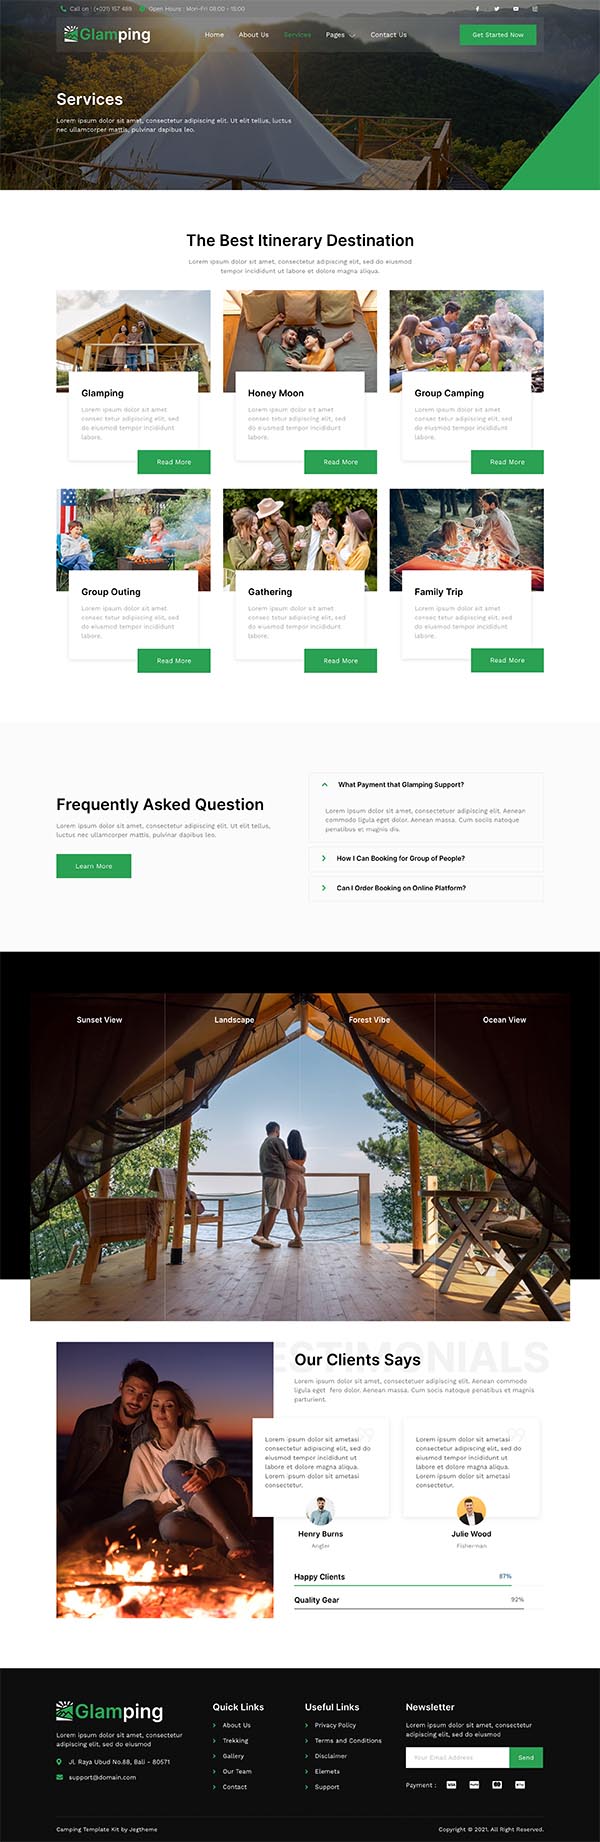 Call on : (+021) 157 489 Open Hours : Mon-Fri 08:00 - 15:00
Glamping
Home About Us Services Pages Contact Us
Get Started Now
Services
Lorem ipsum dolor sit amet, consectetur adipiscing elit. Ut elit tellus, luctus
nec ullamcorper mattis, pulvinar dapibus leo.
The Best Itinerary Destination
Lorem ipsum dolor sit amet, consectetur adipiscing elit, sed do eiusmod
tempor incididunt ut labore et dolore magna aliqua.
Glamping
Lorem ipsum dolor sit amet
consec tetur adipiscing elit, sed
do eiusmod tempor incididunt
labore.
Read More
Honey Moon
Lorem ipsum dolor sit amet
consec tetur adipiscing elit, sed
do eiusmod tempor incididunt
labore.
Read More
Group Camping
Lorem ipsum dolor sit amet
consec tetur adipiscing elit, sed
do eiusmod tempor incididunt
labore.
Read More
Group Outing
Lorem ipsum dolor sit amet
consec tetur adipiscing elit, sed
do eiusmod tempor incididunt
labore.
Read More
Gathering
Lorem ipsum dolor sit amet
consec tetur adipiscing elit, sed
do eiusmod tempor incididunt
labore.
Read More
Family Trip
Lorem ipsum dolor sit amet
consec tetur adipiscing elit, sed
do eiusmod tempor incididunt
labore.
Read More
Frequently Asked Question
Lorem ipsum dolor sit amet, consectetur adipiscing elit. Ut elit tellus,
luctus nec ullamcorper mattis, pulvinar dapibus leo.
Learn More
What Payment that Glamping Support?
Lorem ipsum dolor sit amet, consectetuer adipiscing elit. Aenean
commodo ligula eget dolor. Aenean massa. Cum sociis natoque
penatibus et magnis dis.
How I Can Booking for Group of People?
Can I Order Booking on Online Platform?
Sunset View
Landscape
Forest Vibe
Ocean View
TESTIMONIALS
Our Clients Says
Lorem ipsum dolor sit amet, consectetuer adipiscing elit. Aenean commodo
ligula eget fero dolor. Aenean massa. Cum sociis natoque penatibus et magnis
parturient.
Lorem ipsum dolor sit ametasi
consectetur adipiscing elit, sed do
eiusmod tempor incididunt ut
labore et dolore magna aliqua.
Lorem ipsum dolor sit ametasi
consectetur.
Henry Burns
Angler
Lorem ipsum dolor sit ametasi
consectetur adipiscing elit, sed do
eiusmod tempor incididunt ut
labore et dolore magna aliqua.
Lorem ipsum dolor sit ametasi
consectetur.
Julie Wood
Fisherman
Happy Clients 87%
Quality Gear 92%
Glamping
Lorem ipsum dolor sit amet, consectetur
adipiscing elit, sed do eiusmod tempor
Jl. Raya Ubud No.88, Bali - 80571
support@domain.com
Quick Links
About Us
Trekking
Gallery
Our Team
Contact
Useful Links
Privacy Policy
Terms and Conditions
Disclaimer
Elemets
Support
Newsletter
Lorem ipsum dolor sit amet, consectetur
adipiscing elit, sed do eiusmod
Your Email Address
Send
Payment :
Camping Template Kit by Jegtheme
Copyright © 2021. All Right Reserved.